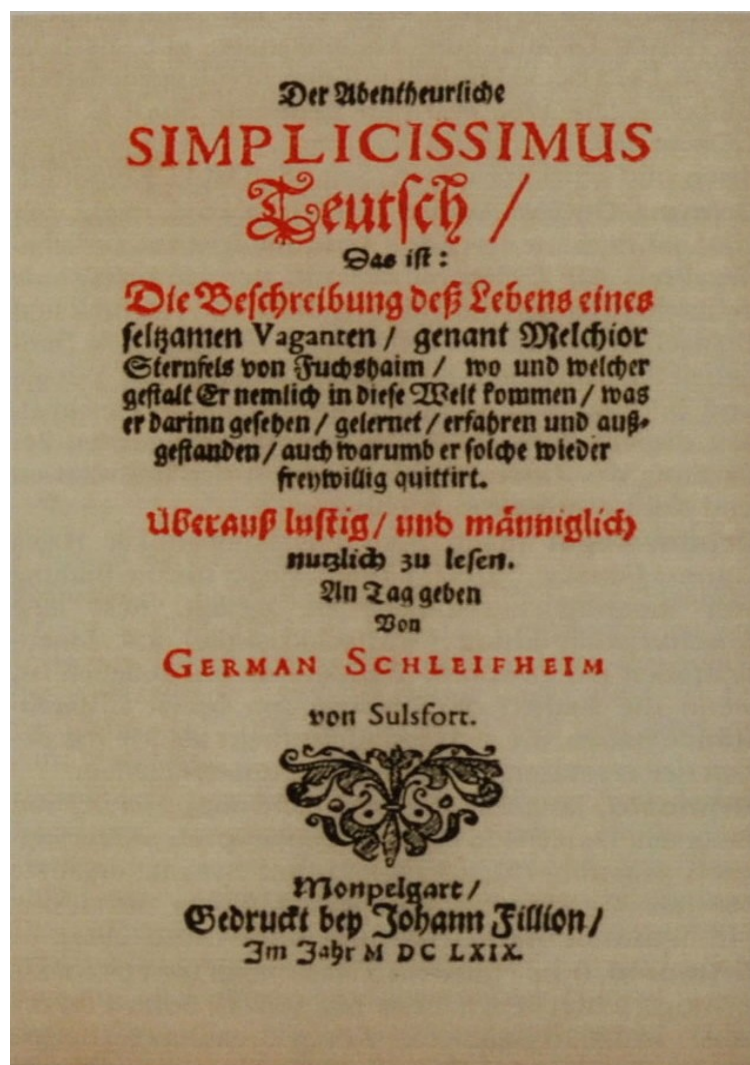 Der Abentheurliche
SIMPLICISSIMUS
Teutsch /
Das ist:
Die Beschreibung deß Lebens eines
seltzamen Vaganten / genant Melchior
Sternfels von Fuchshaim / wo und welcher
gestalt Er nemlich in diese Welt kommen / was
er darinn gesehen / gelernet / erfahren und auß-
gestanden / auch warumb er solche wieder
freywillig quittirt.
Überauß lustig / und männiglich
nutzlich zu lesen.
An Tag geben
Von
GERMAN SCHLEIFHEIM
von Sulsfort.
Monpelgart /
Gedruckt bey Johann Fillion /
Im Jahr M DC LXIX.